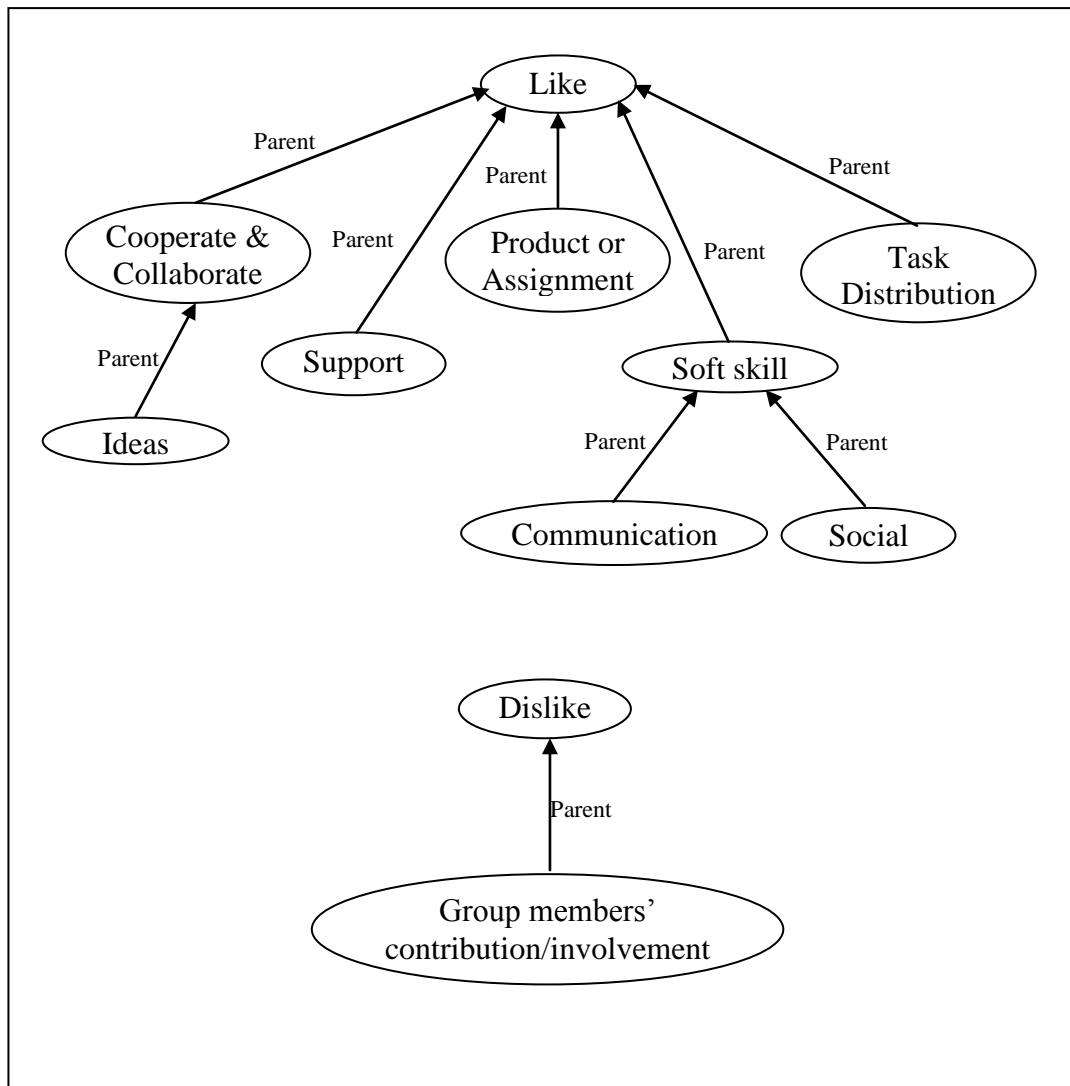 Like
Parent
Parent
Parent
Parent
Parent
Cooperate &
Collaborate
Product or
Assignment
Task
Distribution
Support
Soft skill
Parent
Ideas
Parent
Parent
Communication
Social
Dislike
Parent
Group members’
contribution/involvement